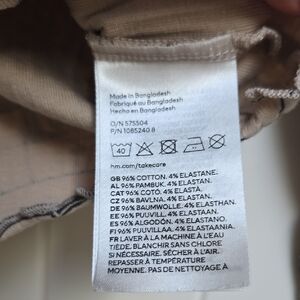 Made in Bangladesh
Fabriqué au Bangladesh
Hecho en Bangladesh
O/N 575304
P/N 1085240 8
40
hm.com/takecare
GB 96% COTTON. 4% ELASTANE.
AL 96% PAMBUK. 4% ELASTAN.
CAT 96% COTÓ. 4% ELASTÀ.
CZ 96% BAVLNA. 4% ELASTAN.
DE 96% BAUMWOLLE. 4% ELASTHAN.
EE 96% PUUVILL. 4% ELASTAAN.
ES 96% ALGODÓN. 4% ELASTANO.
FI 96% PUUVILLAA. 4% ELASTAANIA.
FR LAVER À LA MACHINE À L'EAU
TIÈDE. BLANCHIR SANS CHLORE
SI NÉCESSAIRE. SÉCHER À L'AIR.
REPASSER À TEMPÉRATURE
MOYENNE. PAS DE NETTOYAGE À